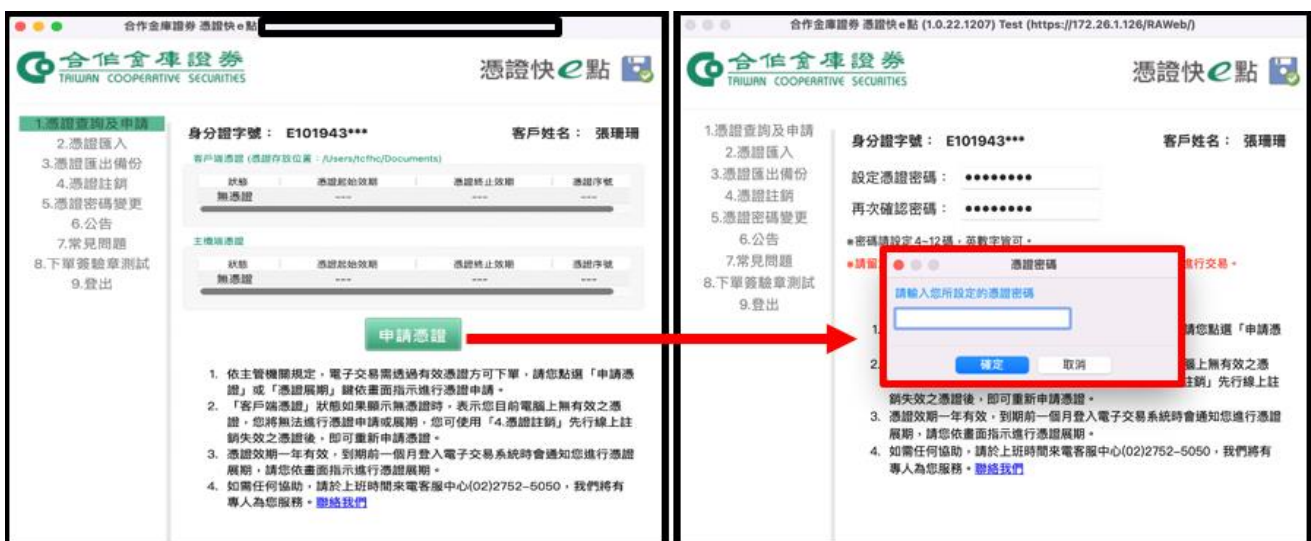 合作金庫證券 憑證快e點
合作金庫證券
TAIWAN COOPERATIVE SECURITIES
憑證快e點
1.憑證查詢及申請
2.憑證匯入
3.憑證匯出備份
4.憑證註銷
5.憑證密碼變更
6.公告
7.常見問題
8.下單簽驗章測試
9.登出
身分證字號： E101943***
客戶姓名： 張珊珊
客戶端憑證 (憑證存放位置：/Users/tcfhc/Documents)
狀態 憑證起始效期 憑證終止效期 憑證序號
無憑證 --- --- ---
主機端憑證
狀態 憑證起始效期 憑證終止效期 憑證序號
無憑證 --- --- ---
申請憑證
1. 依主管機關規定，電子交易需透過有效憑證方可下單，請您點選「申請憑
證」或「憑證展期」鍵依畫面指示進行憑證申請。
2. 「客戶端憑證」狀態如果顯示無憑證時，表示您目前電腦上無有效之憑
證，您將無法進行憑證申請或展期，您可使用「4.憑證註銷」先行線上註
銷失效之憑證後，即可重新申請憑證。
3. 憑證效期一年有效，到期前一個月登入電子交易系統時會通知您進行憑證
展期，請您依畫面指示進行憑證展期。
4. 如需任何協助，請於上班時間來電客服中心(02)2752-5050，我們將有
專人為您服務。聯絡我們
合作金庫證券 憑證快e點 (1.0.22.1207) Test (https://172.26.1.126/RAWeb/)
合作金庫證券
TAIWAN COOPERATIVE SECURITIES
憑證快e點
1.憑證查詢及申請
2.憑證匯入
3.憑證匯出備份
4.憑證註銷
5.憑證密碼變更
6.公告
7.常見問題
8.下單簽驗章測試
9.登出
身分證字號： E101943***
客戶姓名： 張珊珊
設定憑證密碼： ••••••••
再次確認密碼： ••••••••
※密碼請設定4~12碼，英數字皆可。
※請留 進行交易。
憑證密碼
請輸入您所設定的憑證密碼
確定 取消
1. 請您點選「申請憑
2. 腦上無有效之憑
註銷」先行線上註
銷失效之憑證後，即可重新申請憑證。
3. 憑證效期一年有效，到期前一個月登入電子交易系統時會通知您進行憑證
展期，請您依畫面指示進行憑證展期。
4. 如需任何協助，請於上班時間來電客服中心(02)2752-5050，我們將有
專人為您服務。聯絡我們